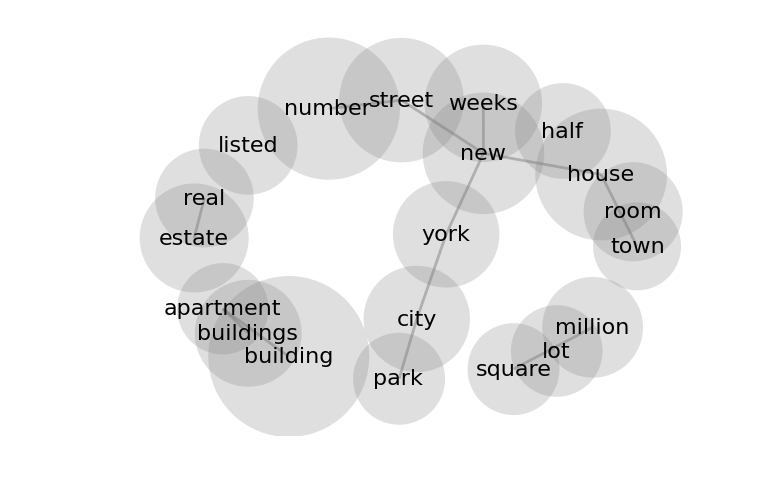 number
street
weeks
half
listed
new
house
real
room
estate
york
town
apartment
city
million
buildings
lot
building
square
park